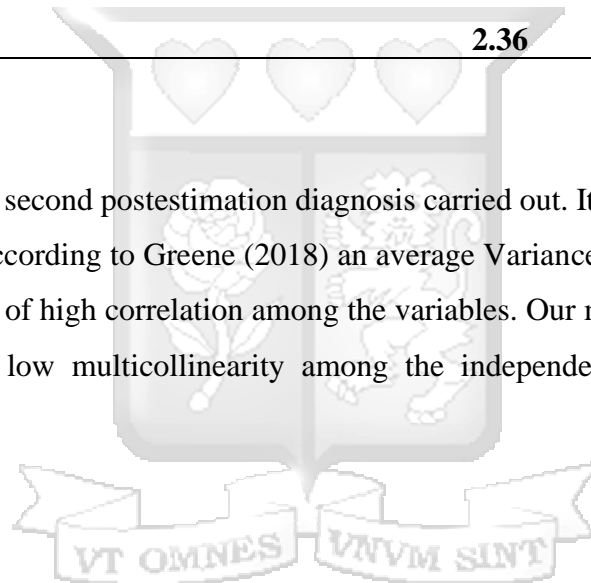 2.36
second postestimation diagnosis carried out. It
ccording to Greene (2018) an average Variance
of high correlation among the variables. Our
low multicollinearity among the independe
VT OMNES VNVM SINT